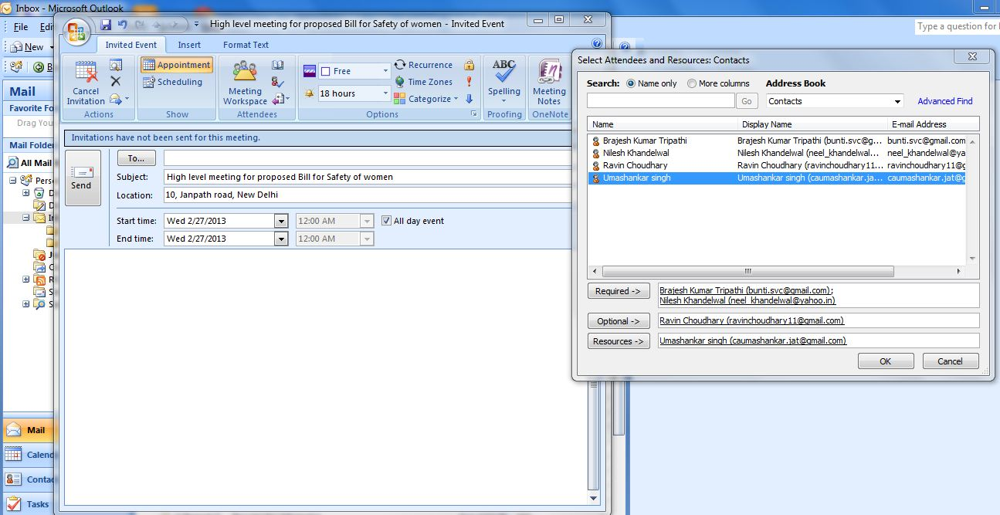 Inbox - Microsoft Outlook
File
New
Type a question for
Mail
Favorite Fo
Drag You
Mail Folder
All Mail
Perso
Mail
Calend
Contac
Tasks
High level meeting for proposed Bill for Safety of women - Invited Event
Invited Event Insert Format Text
Cancel Invitation
Actions
Appointment
Scheduling
Show
Meeting Workspace
Attendees
Free
18 hours
Recurrence
Time Zones
Categorize
Options
ABC
Spelling
Proofing
Meeting Notes
OneNote
Invitations have not been sent for this meeting.
Send
To...
Subject: High level meeting for proposed Bill for Safety of women
Location: 10, Janpath road, New Delhi
Start time: Wed 2/27/2013 12:00 AM All day event
End time: Wed 2/27/2013 12:00 AM
Select Attendees and Resources: Contacts
Search: Name only More columns Address Book
Go Contacts Advanced Find
Name Display Name E-mail Address
Brajesh Kumar Tripathi Brajesh Kumar Tripathi (bunti.svc@g... bunti.svc@gmail.com
Nilesh Khandelwal Nilesh Khandelwal (neel_khandelwal... neel_khandelwal@ya
Ravin Choudhary Ravin Choudhary (ravinchoudhary11... ravinchoudhary11@g
Umashankar singh Umashankar singh (caumashankar.ja... caumashankar.jat@g
Required -> Brajesh Kumar Tripathi (bunti.svc@gmail.com);
Nilesh Khandelwal (neel_khandelwal@yahoo.in)
Optional -> Ravin Choudhary (ravinchoudhary11@gmail.com)
Resources -> Umashankar singh (caumashankar.jat@gmail.com)
OK Cancel